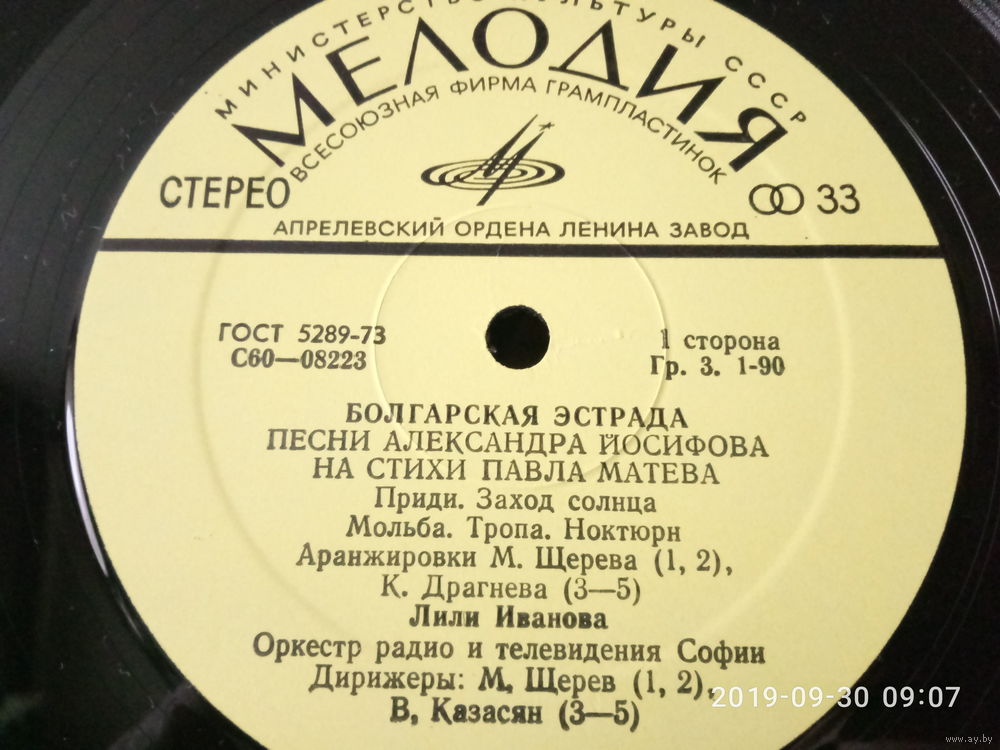 МИНИСТЕРСТВО КУЛЬТУРЫ СССР
МЕЛОДИЯ
ВСЕСОЮЗНАЯ ФИРМА ГРАМПЛАСТИНОК
СТЕРЕО
33
АПРЕЛЕВСКИЙ ОРДЕНА ЛЕНИНА ЗАВОД
ГОСТ 5289-73
С60—08223
1 сторона
Гр. 3. 1-90
БОЛГАРСКАЯ ЭСТРАДА
ПЕСНИ АЛЕКСАНДРА ЙОСИФОВА
НА СТИХИ ПАВЛА МАТЕВА
Приди. Заход солнца
Мольба. Тропа. Ноктюрн
Аранжировки М. Щерева (1, 2),
К. Драгнева (3—5)
Лили Иванова
Оркестр радио и телевидения Софии
Дирижеры: М. Щерев (1, 2),
В. Казасян (3—5)
2019-09-30 09:07
www.ay.by